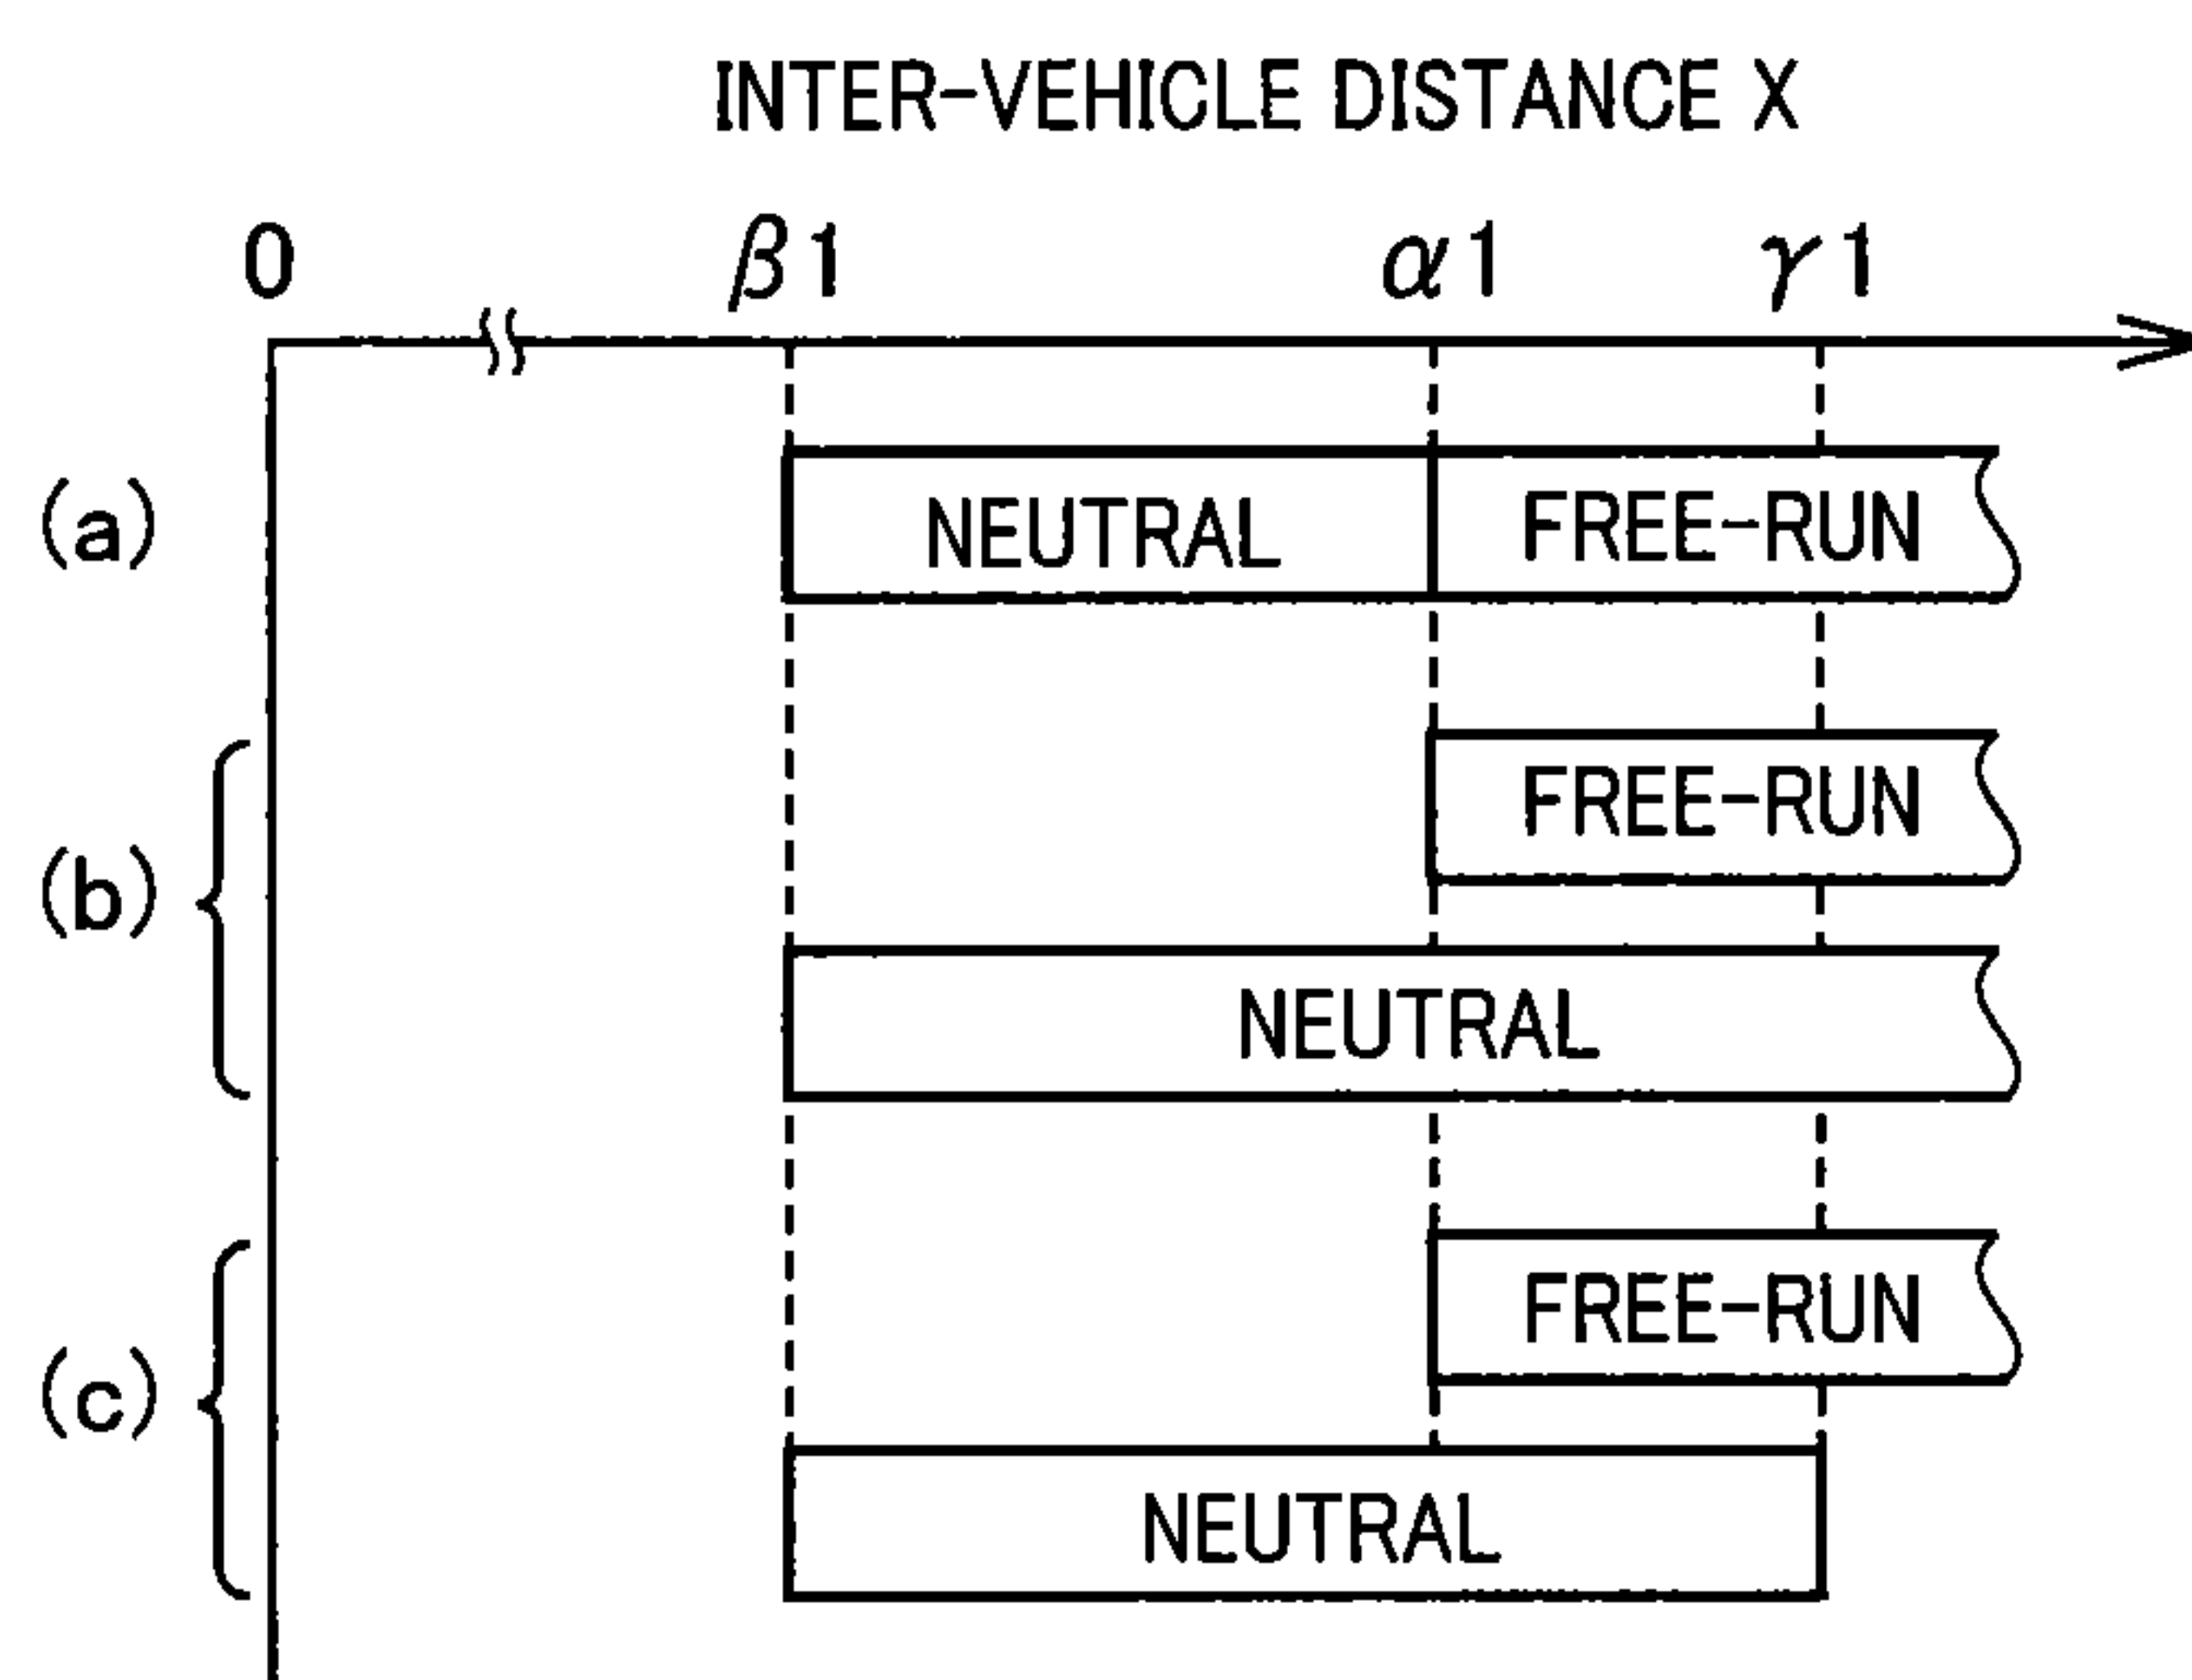 INTER-VEHICLE DISTANCE X
0 β1 α1 γ1
(a) NEUTRAL FREE-RUN
FREE-RUN
(b)
NEUTRAL
FREE-RUN
(c)
NEUTRAL